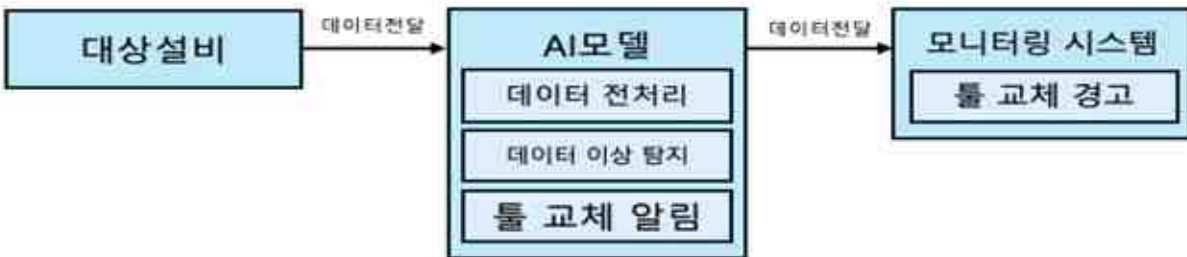 대상설비
데이터전달
AI모델
데이터 전처리
데이터 이상 탐지
툴 교체 알림
데이터전달
모니터링 시스템
툴 교체 경고